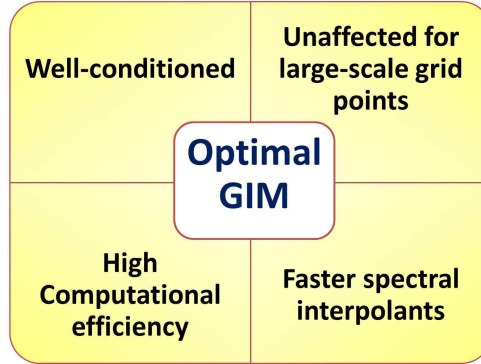 Well-conditioned
Unaffected for
large-scale grid
points
Optimal
GIM
High
Computational
efficiency
Faster spectral
interpolants